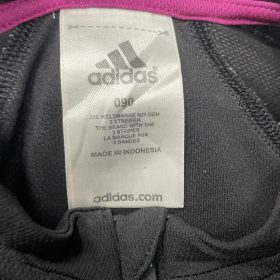 adidas
090
DIE WELTMARKE MIT DEN
3 STREIFEN
THE BRAND WITH THE
3 STRIPES
LA MARQUE AUX
3 BANDES
MADE IN INDONESIA
adidas.com